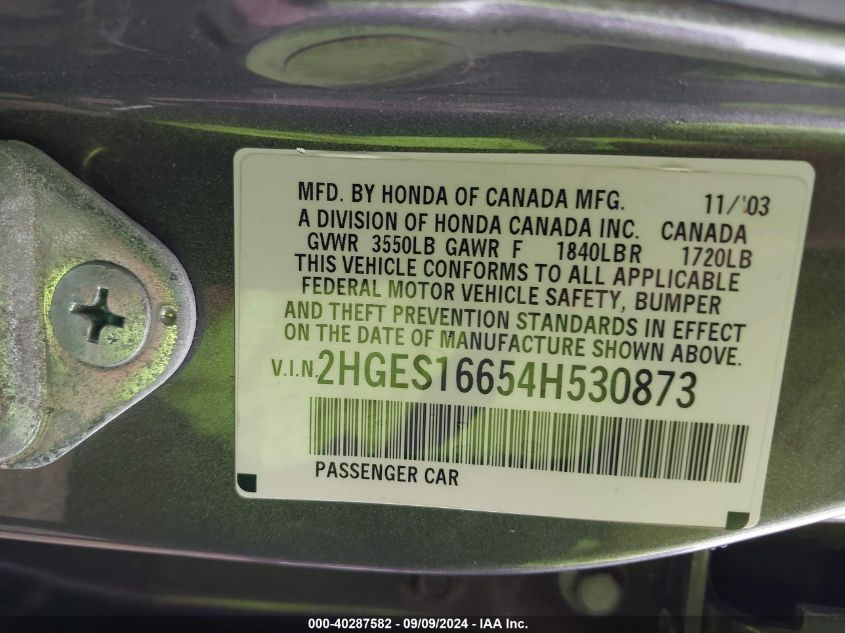 MFD. BY HONDA OF CANADA MFG. 11/'03
A DIVISION OF HONDA CANADA INC. CANADA
GVWR 3550LB GAWR F 1840LB R 1720LB
THIS VEHICLE CONFORMS TO ALL APPLICABLE
FEDERAL MOTOR VEHICLE SAFETY, BUMPER
AND THEFT PREVENTION STANDARDS IN EFFECT
ON THE DATE OF MANUFACTURE SHOWN ABOVE.
V.I.N. 2HGES16654H530873
PASSENGER CAR
000-40287582 - 09/09/2024 - IAA Inc.